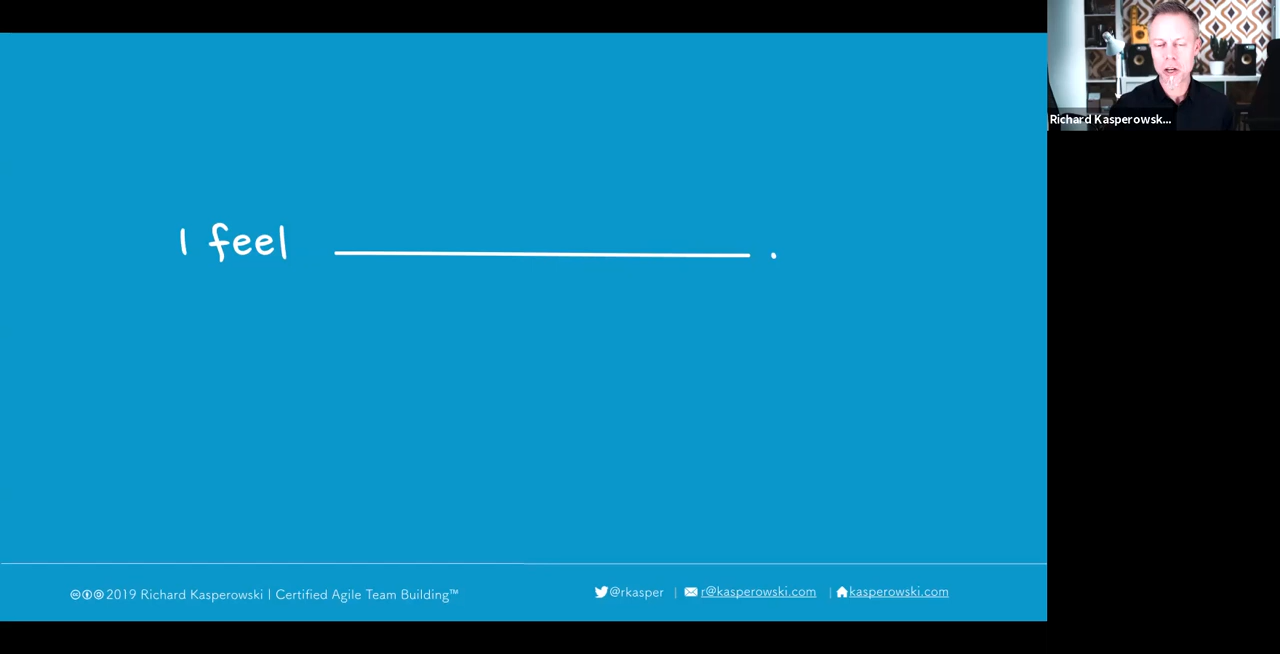 Richard Kasperowsk...
I feel ____________ .
2019 Richard Kasperowski | Certified Agile Team Building™
@rkasper | r@kasperowski.com | kasperowski.com